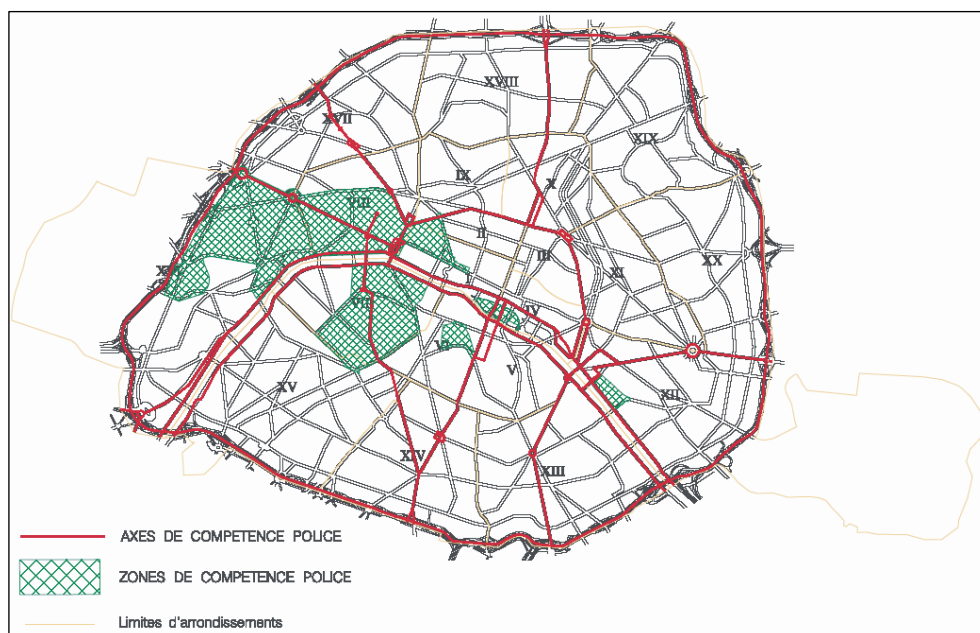 XVIII
XVII
XIX
IX
X
VIII
II
III
XI
XX
I
IV
VI
V
XV
XII
XIV
XIII
AXES DE COMPETENCE POLICE
ZONES DE COMPETENCE POLICE
Limites d'arrondissements